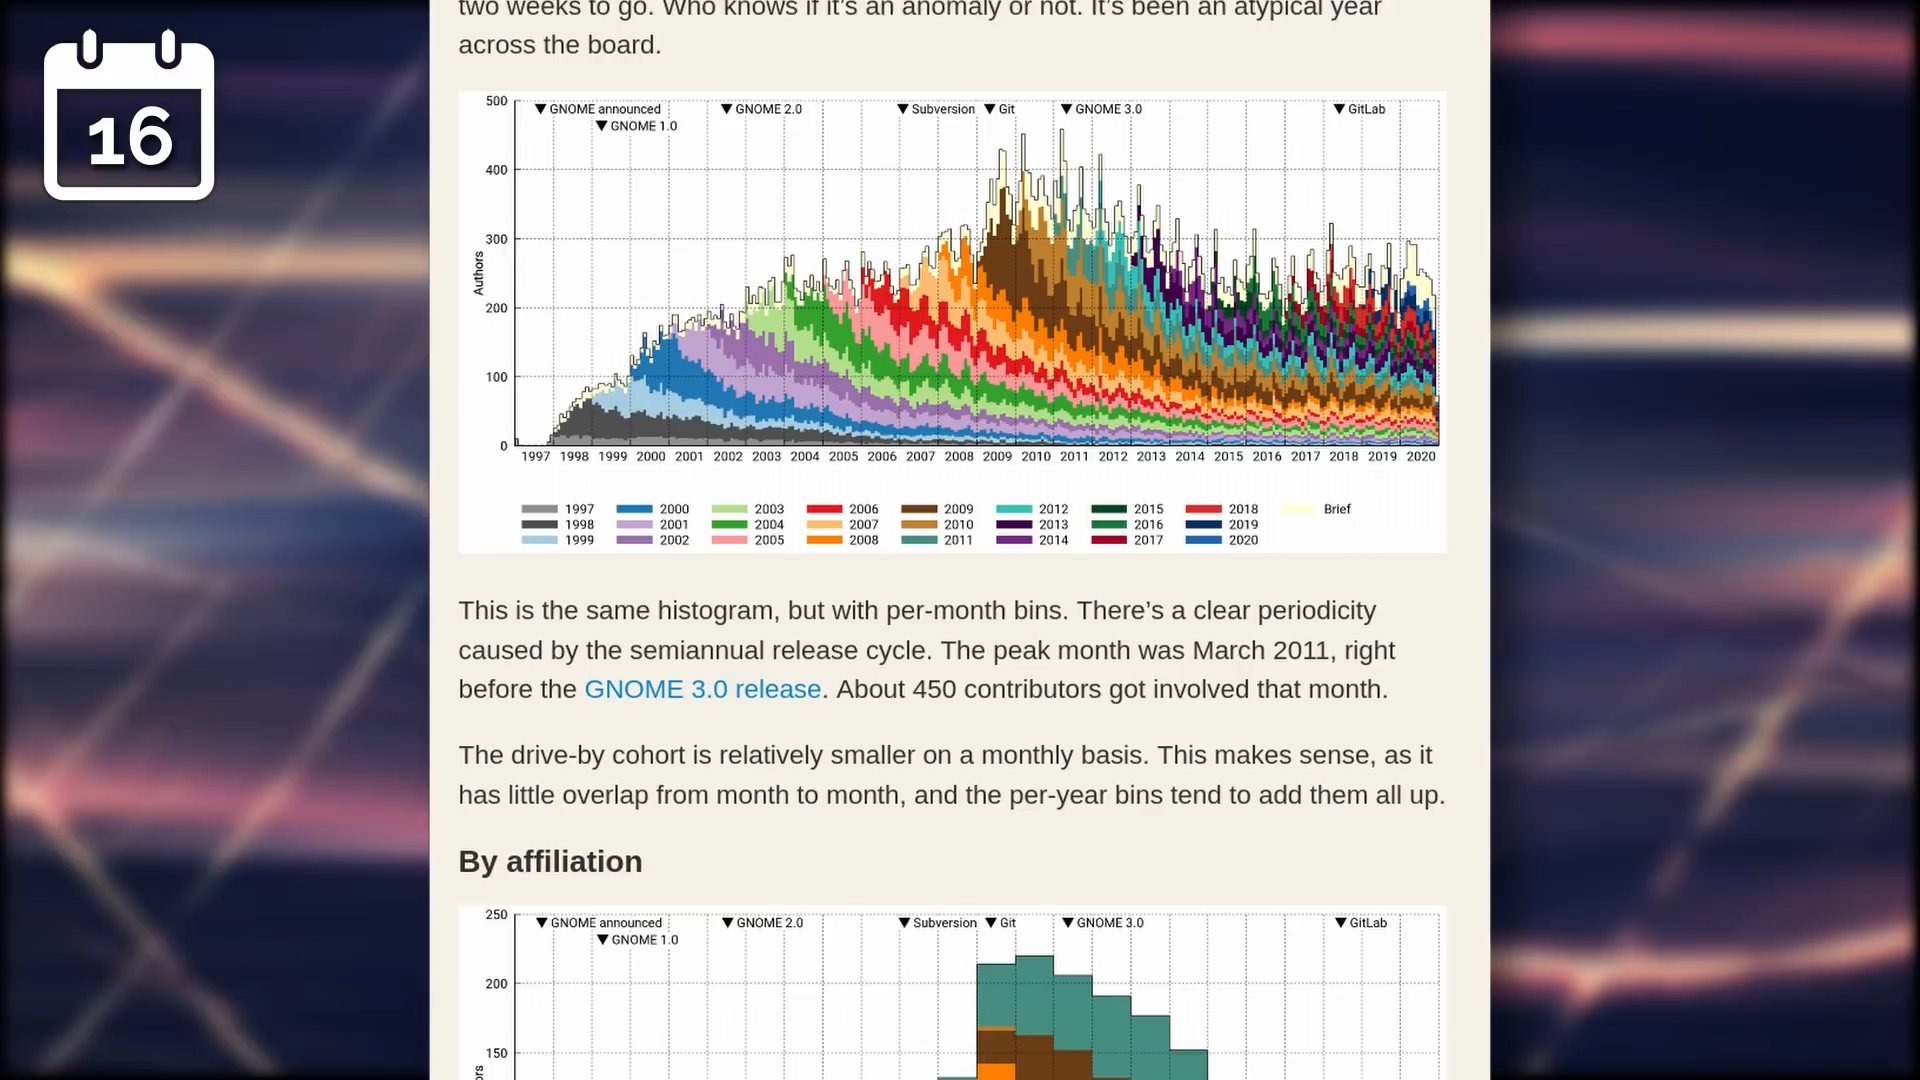 two weeks to go. Who knows if it's an anomaly or not. It's been an atypical year
across the board.
16
500
▼ GNOME announced
▼ GNOME 2.0
▼ Subversion
▼ Git
▼ GNOME 3.0
▼ GitLab
▼ GNOME 1.0
400
300
Authors
200
100
0
1997 1998 1999 2000 2001 2002 2003 2004 2005 2006 2007 2008 2009 2010 2011 2012 2013 2014 2015 2016 2017 2018 2019 2020
1997 2000 2003 2006 2009 2012 2015 2018 Brief
1998 2001 2004 2007 2010 2013 2016 2019
1999 2002 2005 2008 2011 2014 2017 2020
This is the same histogram, but with per-month bins. There's a clear periodicity
caused by the semiannual release cycle. The peak month was March 2011, right
before the GNOME 3.0 release. About 450 contributors got involved that month.
The drive-by cohort is relatively smaller on a monthly basis. This makes sense, as it
has little overlap from month to month, and the per-year bins tend to add them all up.
By affiliation
250
▼ GNOME announced
▼ GNOME 2.0
▼ Subversion
▼ Git
▼ GNOME 3.0
▼ GitLab
▼ GNOME 1.0
200
150